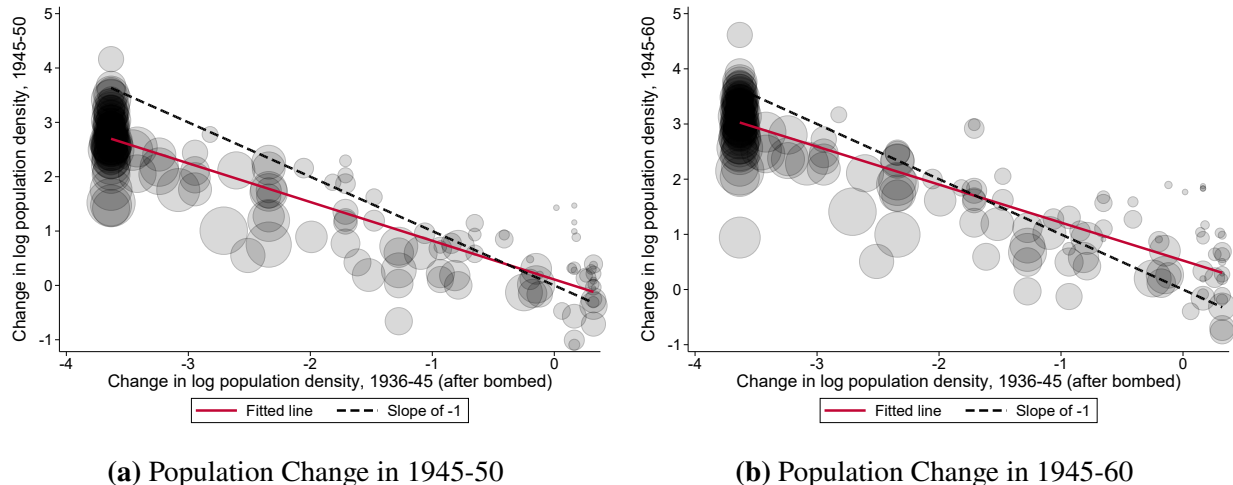 Change in log population density, 1945-50
5
4
3
2
1
0
-1
-4
-3
-2
-1
0
Change in log population density, 1936-45 (after bombed)
Fitted line
Slope of -1
(a) Population Change in 1945-50
Change in log population density, 1945-60
5
4
3
2
1
0
-1
-4
-3
-2
-1
0
Change in log population density, 1936-45 (after bombed)
Fitted line
Slope of -1
(b) Population Change in 1945-60